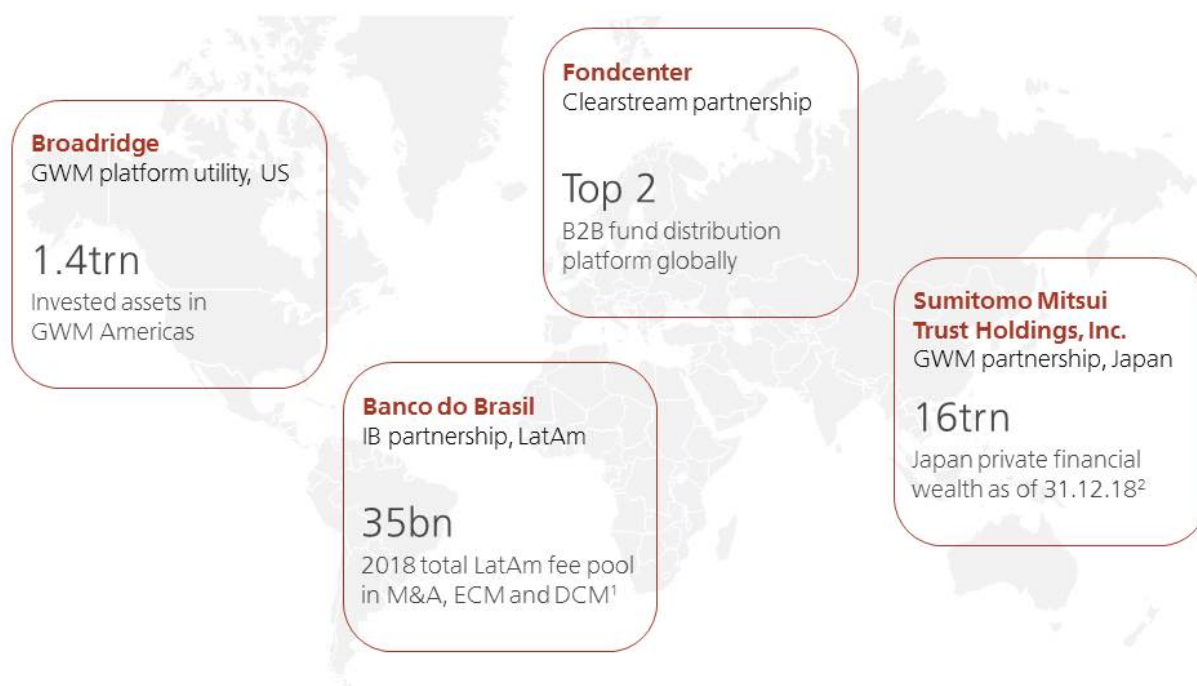 Broadridge
GWM platform utility, US
1.4trn
Invested assets in
GWM Americas
Fondcenter
Clearstream partnership
Top 2
B2B fund distribution
platform globally
Banco do Brasil
IB partnership, LatAm
35bn
2018 total LatAm fee pool
in M&A, ECM and DCM¹
Sumitomo Mitsui
Trust Holdings, Inc.
GWM partnership, Japan
16trn
Japan private financial
wealth as of 31.12.18²